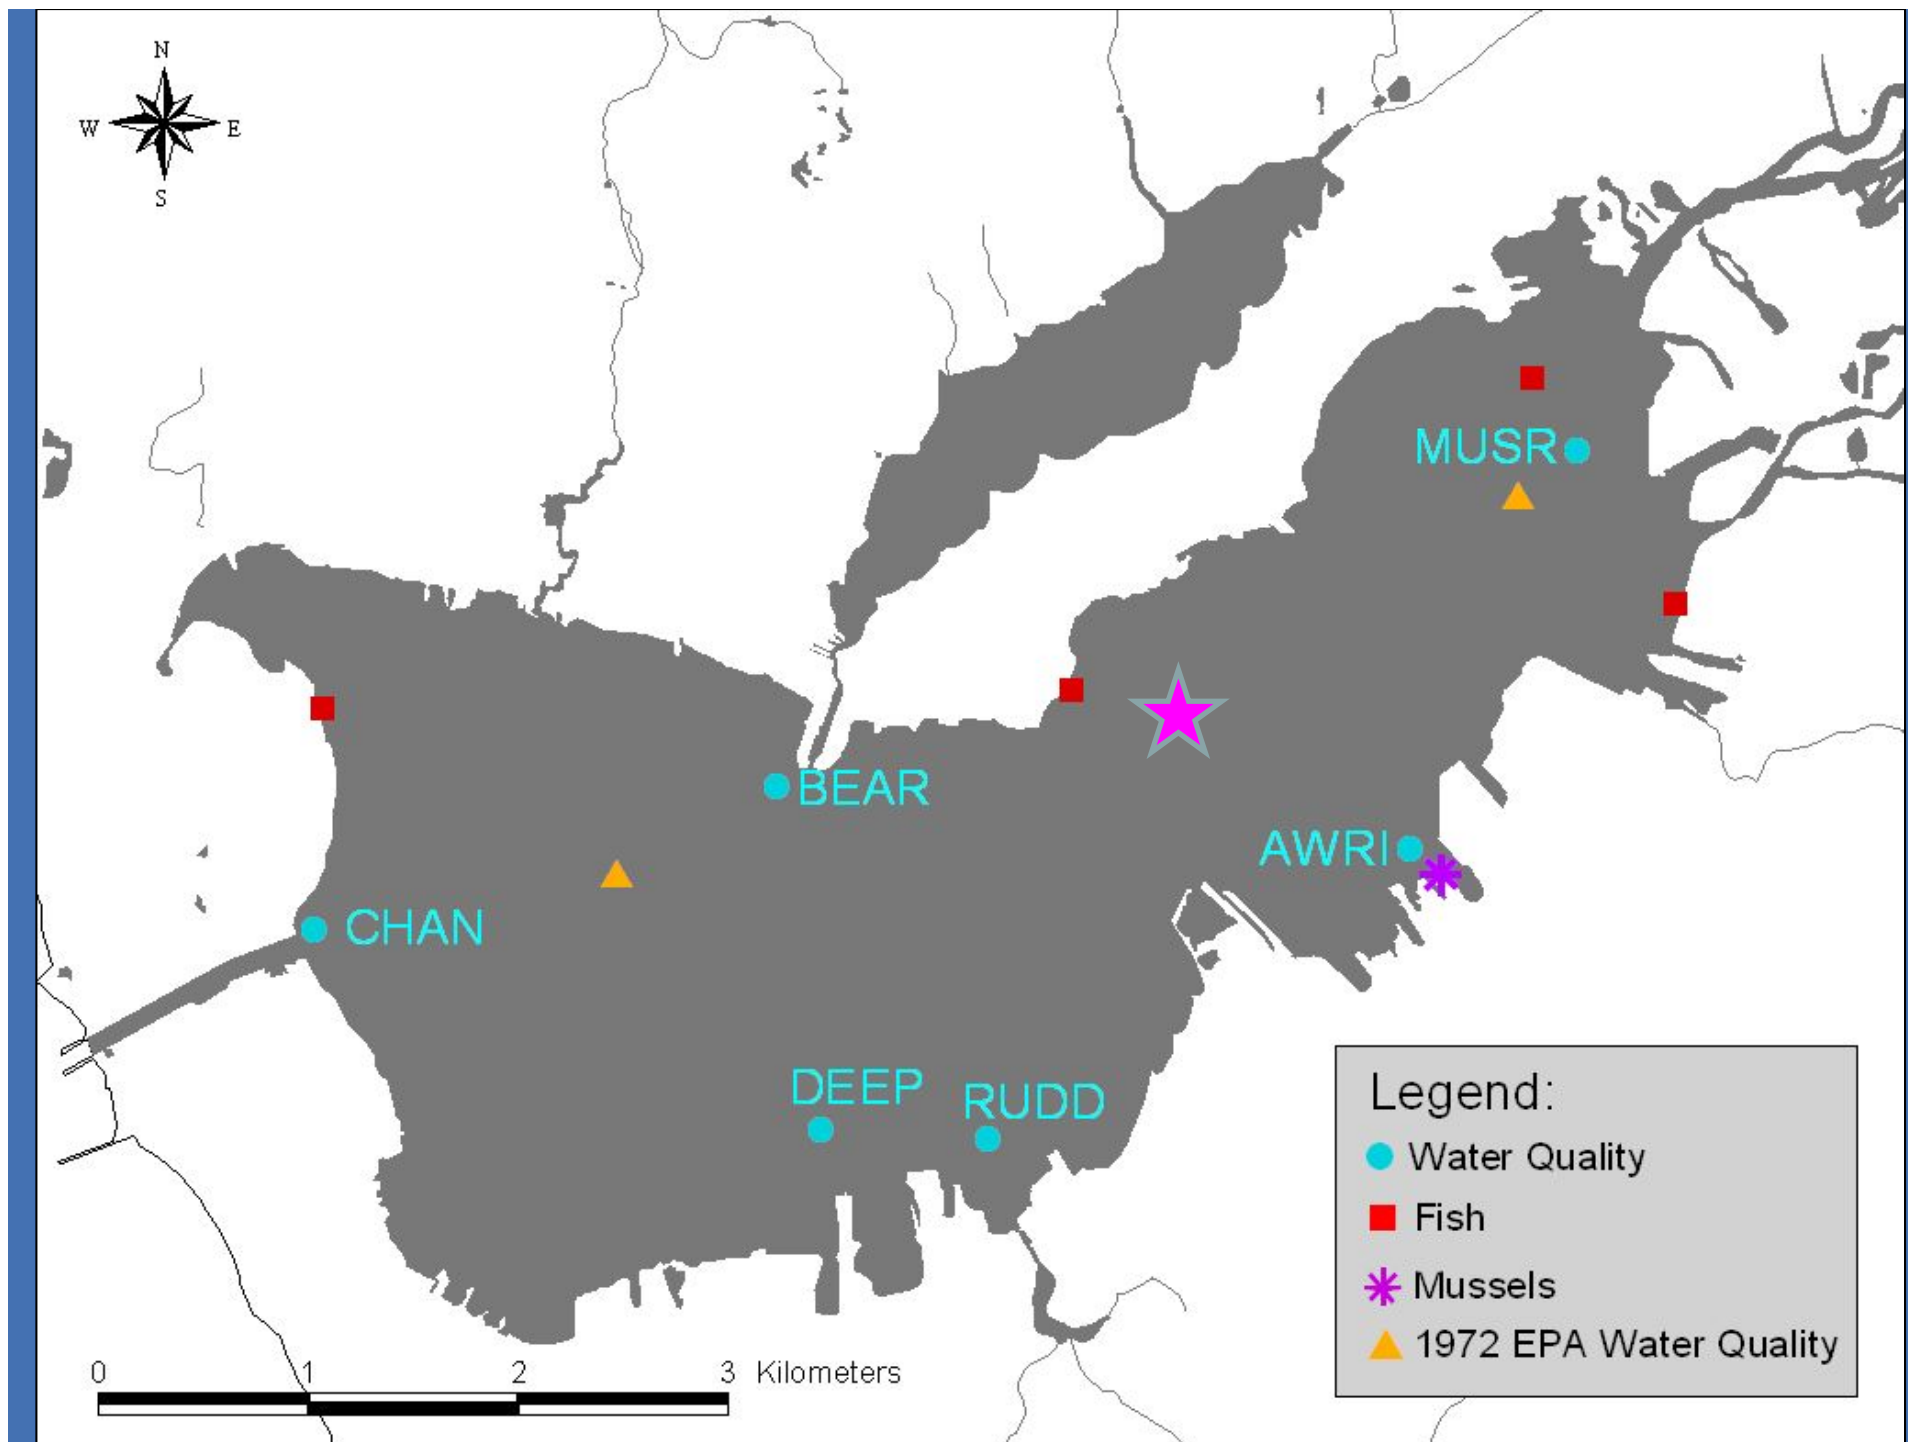 N
W E
S
MUSR
BEAR
AWRI
CHAN
DEEP
RUDD
Legend:
Water Quality
Fish
Mussels
1972 EPA Water Quality
0 1 2 3 Kilometers